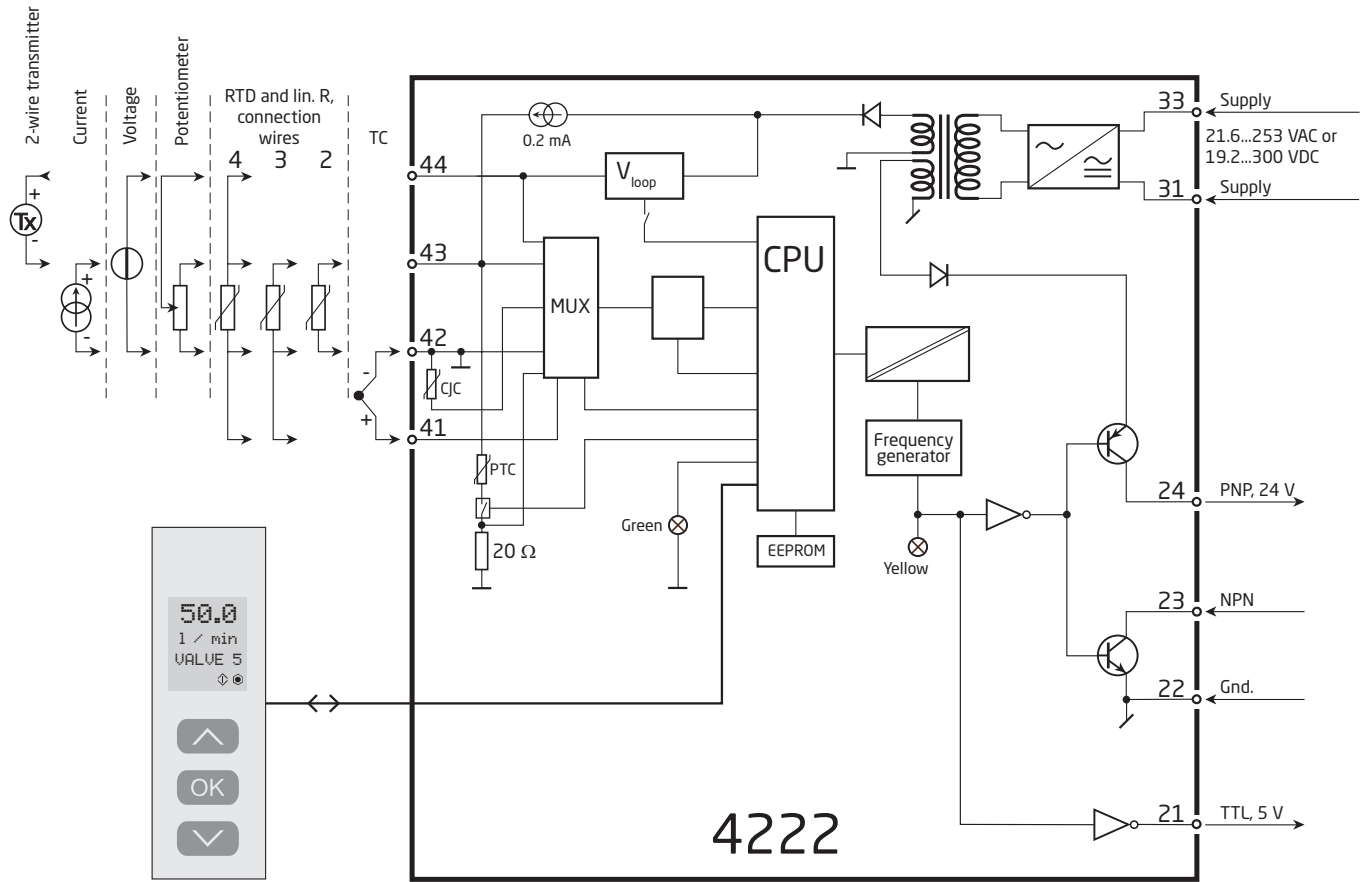 2-wire transmitter
Current
Voltage
Potentiometer
RTD and lin. R,
connection
wires
4 3 2
TC
+
Tx
-
+
-
-
+
44
43
42
41
0.2 mA
V loop
MUX
CPU
CJC
PTC
20 Ω
Green
EEPROM
Frequency
generator
Yellow
33
Supply
21.6...253 VAC or
19.2...300 VDC
31
Supply
24
PNP, 24 V
23
NPN
22
Gnd.
21
TTL, 5 V
50.0
l / min
VALVE 5
OK
4222